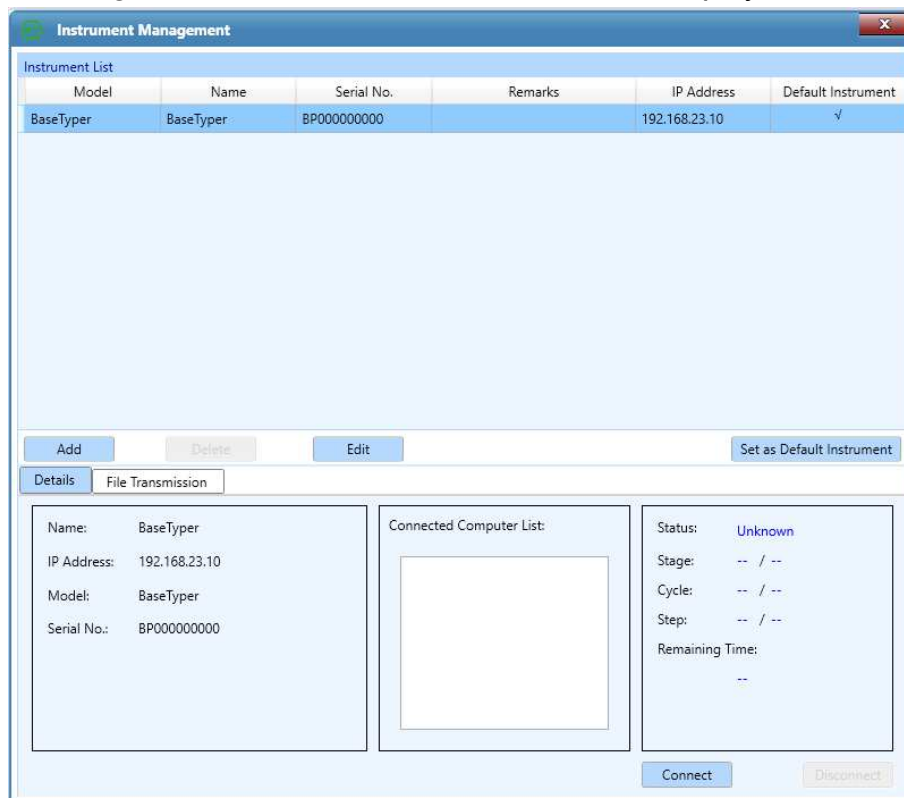 Instrument Management
x
Instrument List
Model Name Serial No. Remarks IP Address Default Instrument
BaseTyper BaseTyper BP000000000 192.168.23.10 √
Add Delete Edit Set as Default Instrument
Details File Transmission
Name: BaseTyper
IP Address: 192.168.23.10
Model: BaseTyper
Serial No.: BP000000000
Connected Computer List:
Status: Unknown
Stage: -- / --
Cycle: -- / --
Step: -- / --
Remaining Time:
--
Connect Disconnect